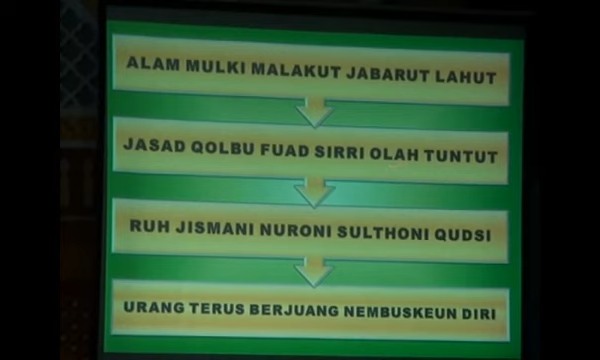 ALAM MULKI MALAKUT JABARUT LAHUT
JASAD QOLBU FUAD SIRRI OLAH TUNTUT
RUH JISMANI NURONI SULTHONI QUDSI
URANG TERUS BERJUANG NEMBUSKEUN DIRI